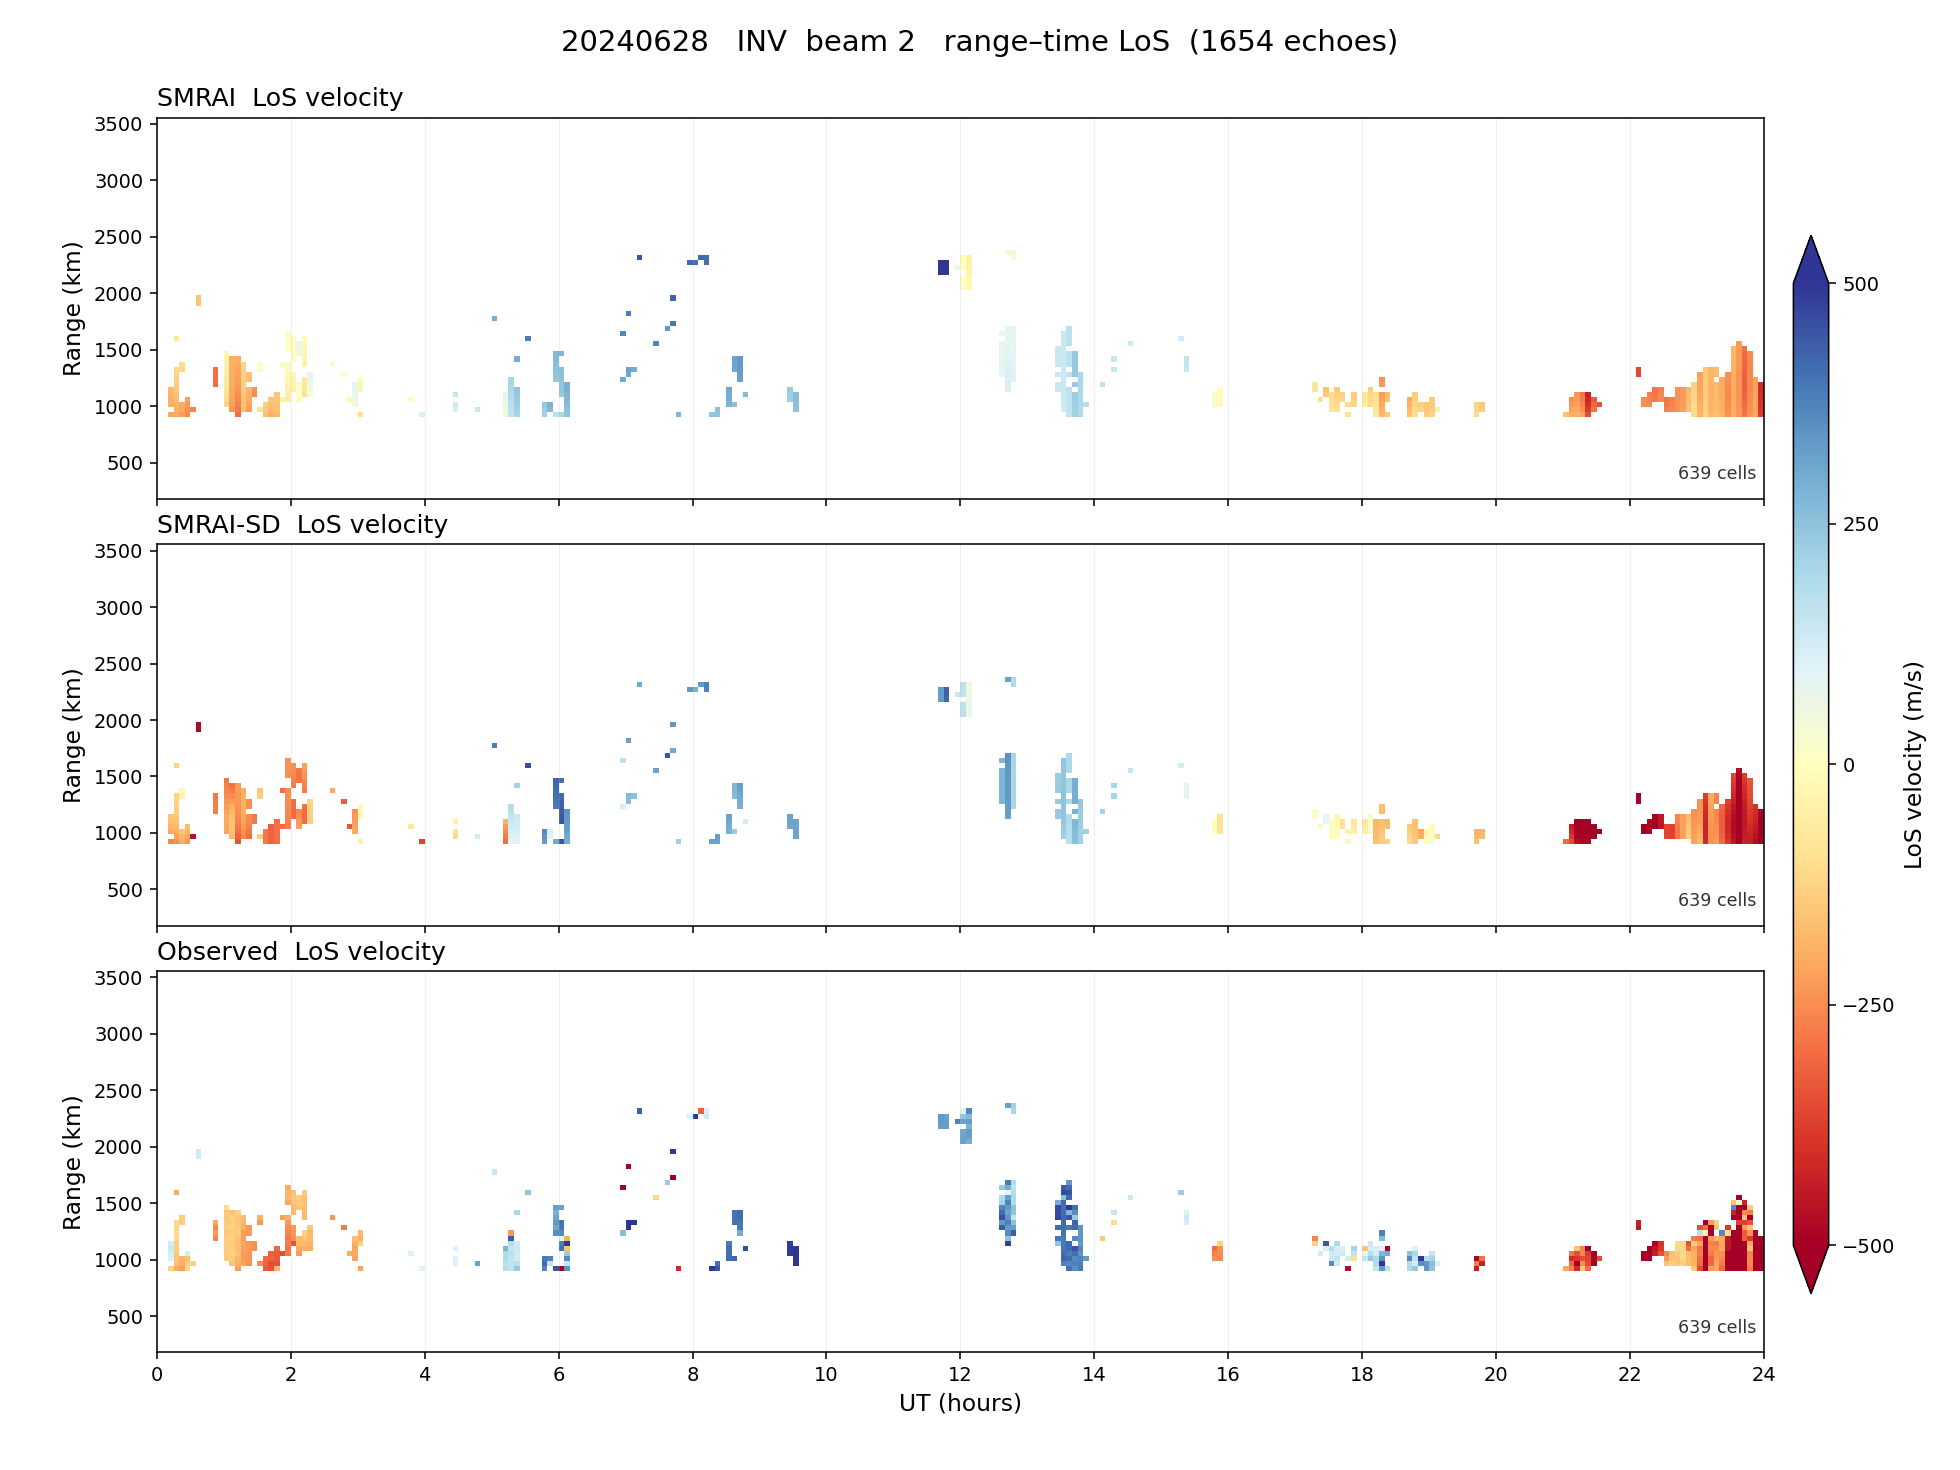 20240628   INV  beam 2   range–time LoS  (1654 echoes)
SMRAI  LoS velocity
3500
3000
2500
2000
1500
1000
500
Range (km)
639 cells
SMRAI-SD  LoS velocity
3500
3000
2500
2000
1500
1000
500
Range (km)
639 cells
Observed  LoS velocity
3500
3000
2500
2000
1500
1000
500
Range (km)
639 cells
0 2 4 6 8 10 12 14 16 18 20 22 24
UT (hours)
500
250
0
−250
−500
LoS velocity (m/s)